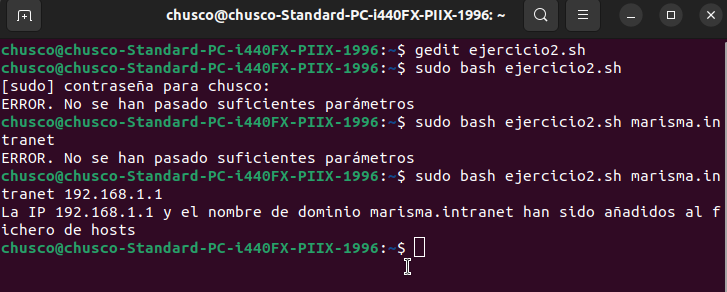 chusco@chusco-Standard-PC-i440FX-PIIX-1996: ~
chusco@chusco-Standard-PC-i440FX-PIIX-1996:~$ gedit ejercicio2.sh
chusco@chusco-Standard-PC-i440FX-PIIX-1996:~$ sudo bash ejercicio2.sh
[sudo] contraseña para chusco:
ERROR. No se han pasado suficientes parámetros
chusco@chusco-Standard-PC-i440FX-PIIX-1996:~$ sudo bash ejercicio2.sh marisma.in
tranet
ERROR. No se han pasado suficientes parámetros
chusco@chusco-Standard-PC-i440FX-PIIX-1996:~$ sudo bash ejercicio2.sh marisma.in
tranet 192.168.1.1
La IP 192.168.1.1 y el nombre de dominio marisma.intranet han sido añadidos al f
ichero de hosts
chusco@chusco-Standard-PC-i440FX-PIIX-1996:~$